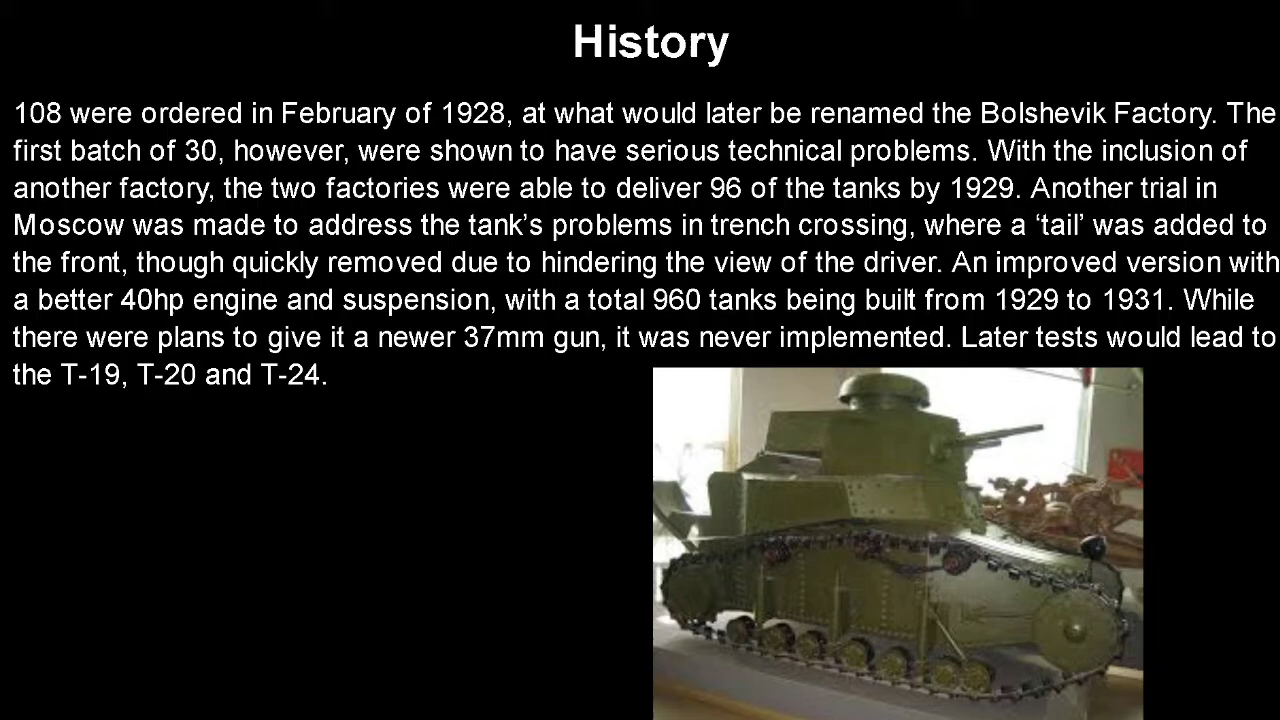 History
108 were ordered in February of 1928, at what would later be renamed the Bolshevik Factory. The
first batch of 30, however, were shown to have serious technical problems. With the inclusion of
another factory, the two factories were able to deliver 96 of the tanks by 1929. Another trial in
Moscow was made to address the tank’s problems in trench crossing, where a ‘tail’ was added to
the front, though quickly removed due to hindering the view of the driver. An improved version with
a better 40hp engine and suspension, with a total 960 tanks being built from 1929 to 1931. While
there were plans to give it a newer 37mm gun, it was never implemented. Later tests would lead to
the T-19, T-20 and T-24.